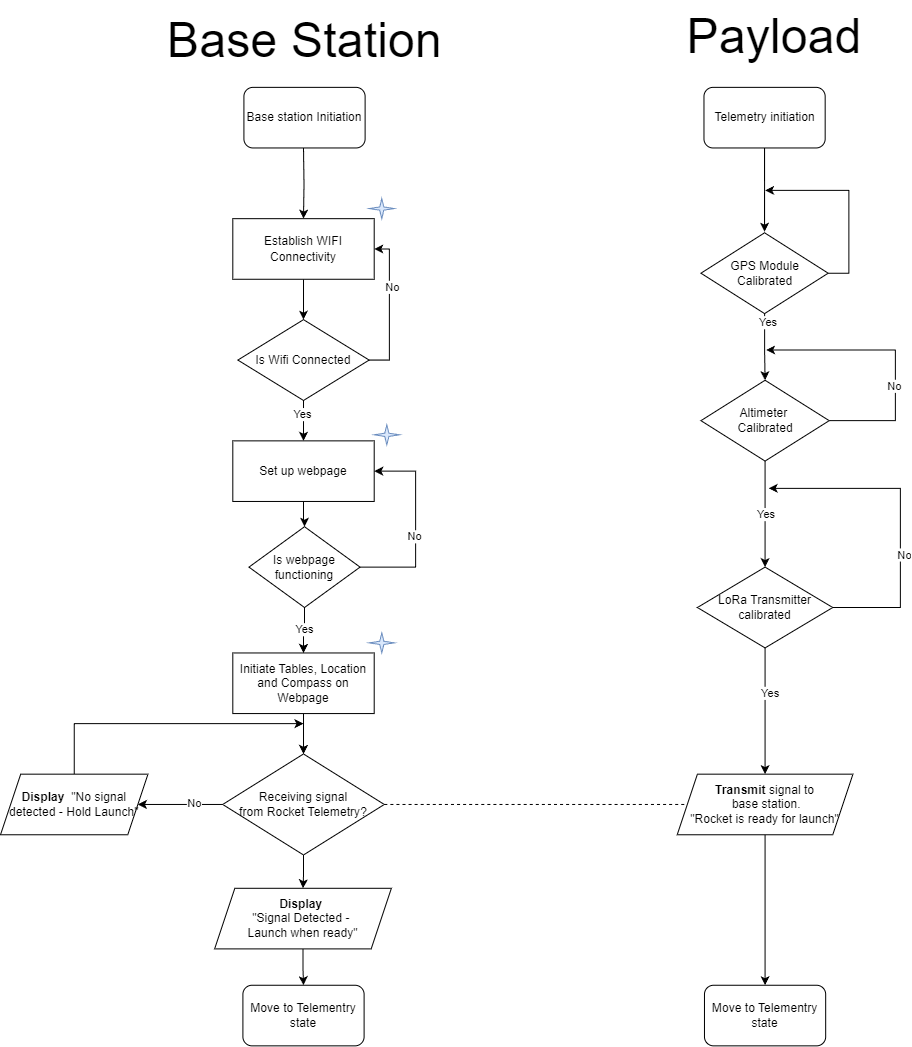 Base Station
Base station Initiation
Establish WIFI
Connectivity
No
Is Wifi Connected
Yes
Set up webpage
No
Is webpage
functioning
Yes
Initiate Tables, Location
and Compass on
Webpage
Display "No signal
detected - Hold Launch"
No
Receiving signal
from Rocket Telemetry?
Display
"Signal Detected -
Launch when ready"
Move to Telementry
state
Payload
Telemetry initiation
GPS Module
Calibrated
Yes
No
Altimeter
Calibrated
Yes
No
LoRa Transmitter
calibrated
Yes
Transmit signal to
base station.
"Rocket is ready for launch"
Move to Telementry
state